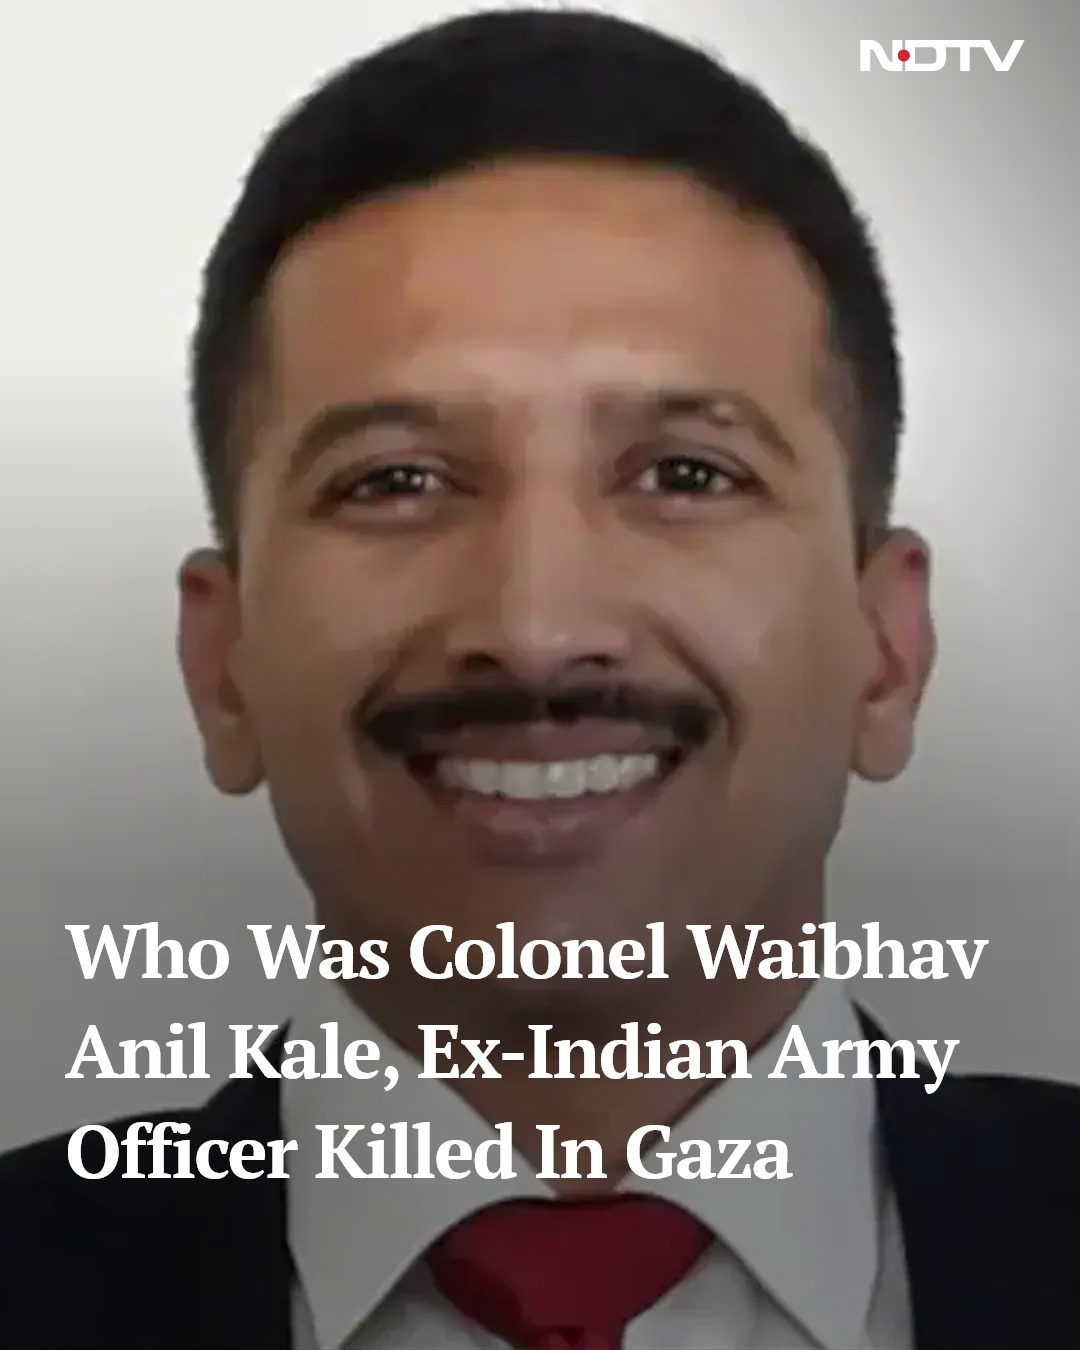 NDTV
Who Was Colonel Waibhav
Anil Kale, Ex-Indian Army
Officer Killed In Gaza